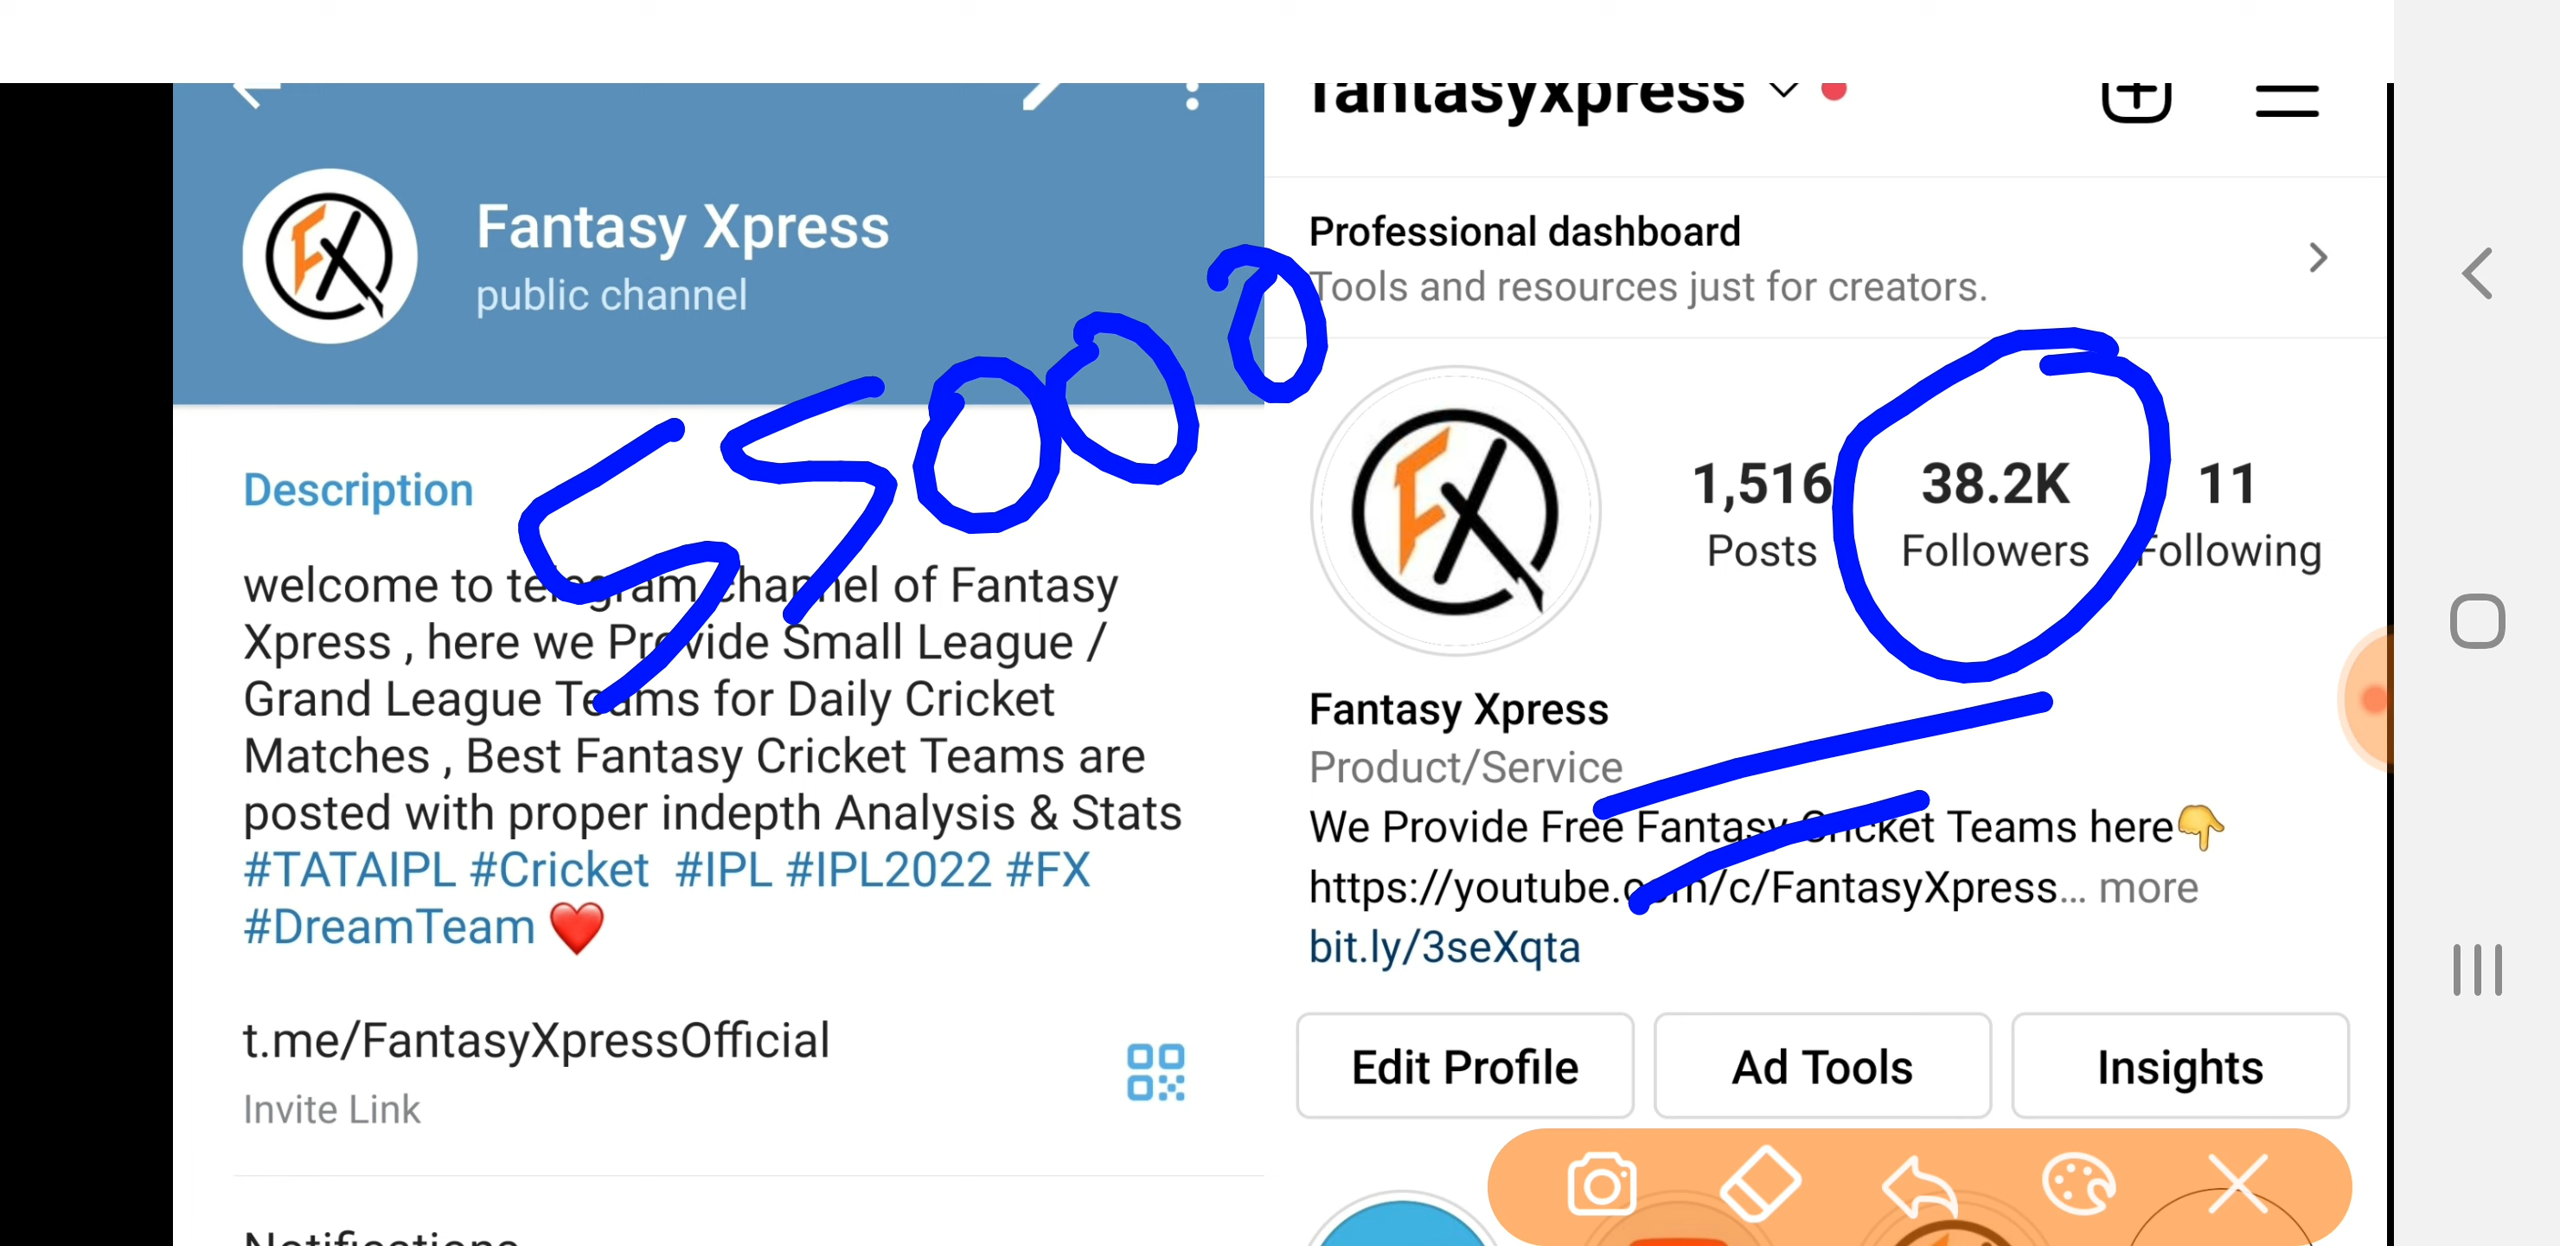 Fantasy Xpress
public channel
55000
Description
welcome to telegram channel of Fantasy
Xpress , here we Provide Small League /
Grand League Teams for Daily Cricket
Matches , Best Fantasy Cricket Teams are
posted with proper indepth Analysis & Stats
#TATAIPL #Cricket #IPL #IPL2022 #FX
#DreamTeam ❤️
t.me/FantasyXpressOfficial
Invite Link
Notifications
fantasyxpress
Professional dashboard
Tools and resources just for creators.
FX
1,516 38.2K 11
Posts Followers Following
Fantasy Xpress
Product/Service
We Provide Free Fantasy Cricket Teams here👇
https://youtube.com/c/FantasyXpress... more
bit.ly/3seXqta
Edit Profile Ad Tools Insights